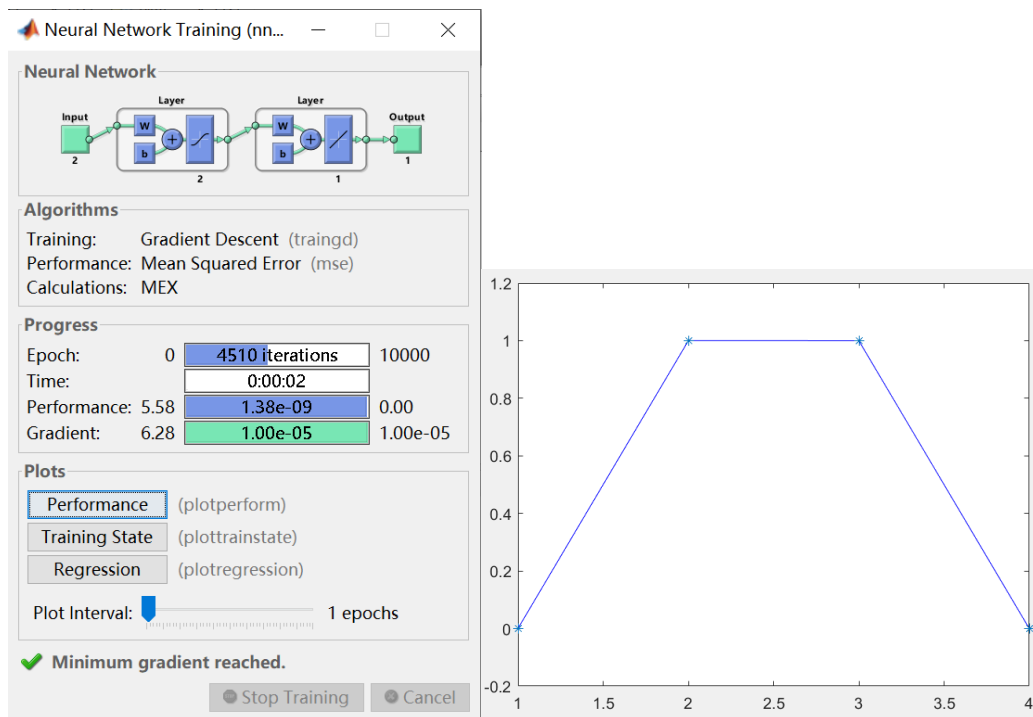 Neural Network Training (nn...
Neural Network
Layer
Layer
Input
Output
W
W
+
+
b
b
2
1
2
1
Algorithms
Training: Gradient Descent (traingd)
Performance: Mean Squared Error (mse)
Calculations: MEX
Progress
Epoch: 0 4510 iterations 10000
Time: 0:00:02
Performance: 5.58 1.38e-09 0.00
Gradient: 6.28 1.00e-05 1.00e-05
Plots
Performance (plotperform)
Training State (plottrainstate)
Regression (plotregression)
Plot Interval: 1 epochs
Minimum gradient reached.
Stop Training Cancel
1.2
1
0.8
0.6
0.4
0.2
0
-0.2
1 1.5 2 2.5 3 3.5 4